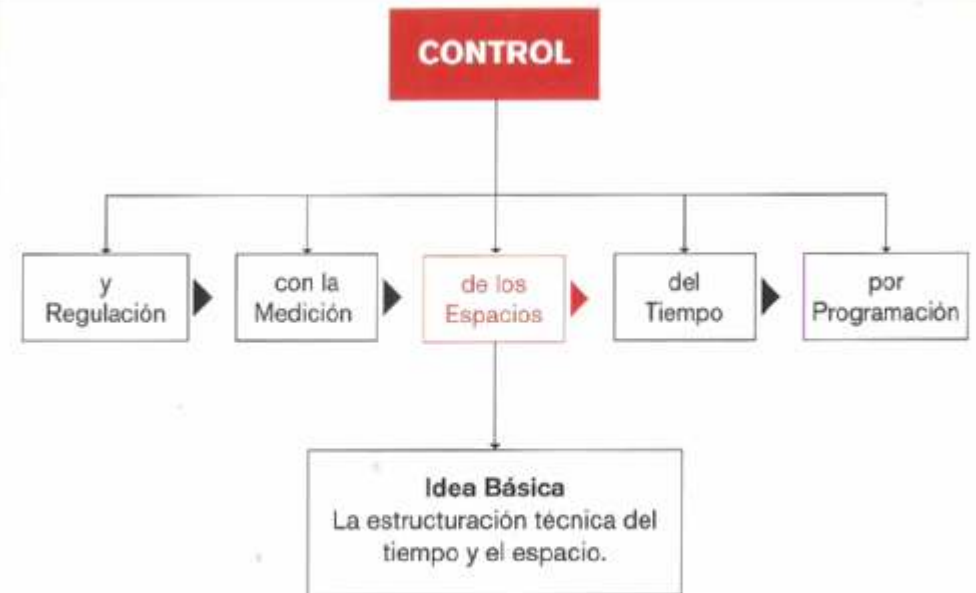 CONTROL
y
Regulación
con la
Medición
de los
Espacios
del
Tiempo
por
Programación
Idea Básica
La estructuración técnica del
tiempo y el espacio.